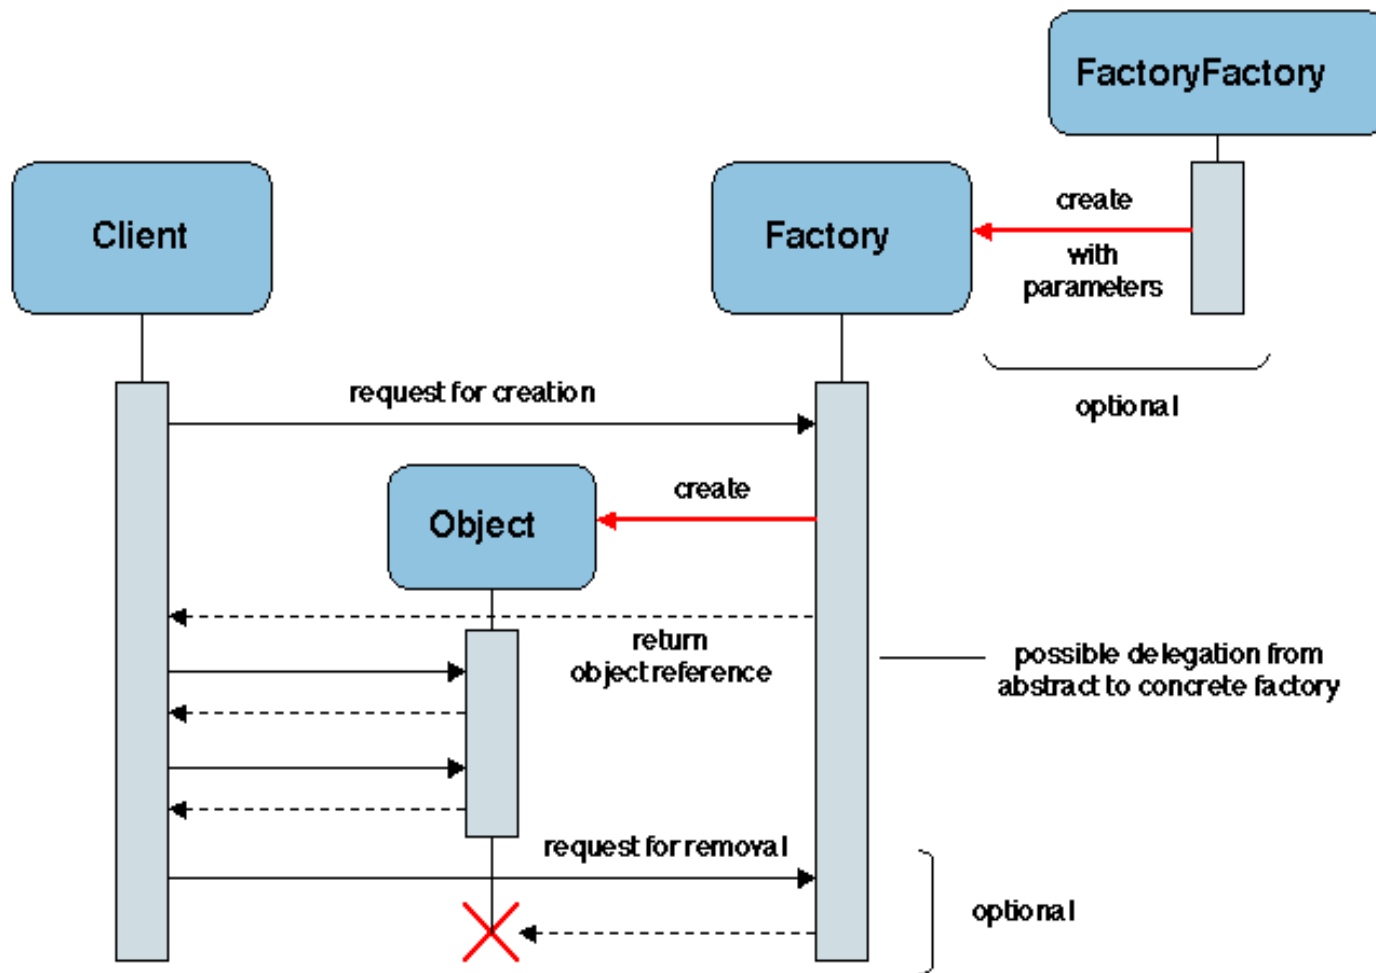 FactoryFactory
Client
Factory
create
with
parameters
optional
request for creation
create
Object
return
object reference
possible delegation from
abstract to concrete factory
request for removal
optional